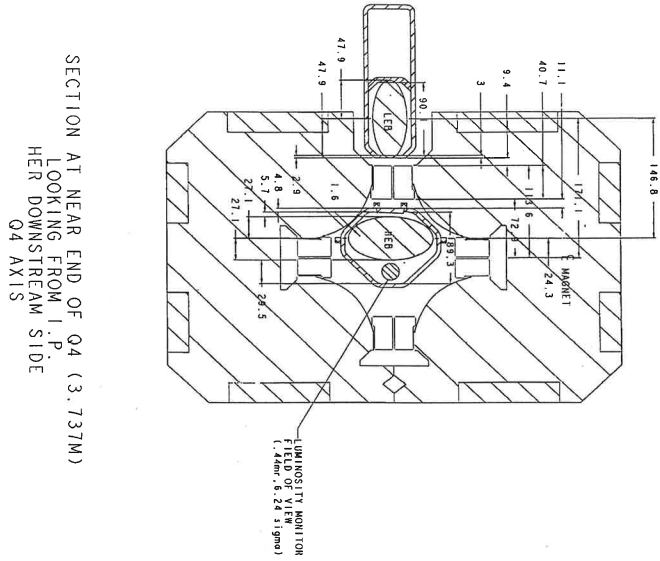 SECTION AT NEAR END OF Q4 (3.737M)
LOOKING FROM I.P.
HER DOWNSTREAM SIDE
Q4 AXIS
146.8
171.1
113.6
72.9
24.3
℄ MAGNET
11.1
40.7
9.4
3
90.
47.9
47.9
LEB
1.6
2.9
4.8
5.7
27.1
27.1
29.5
89.3
HEB
LUMINOSITY MONITOR
FIELD OF VIEW
(.44mr,6.24 sigma)